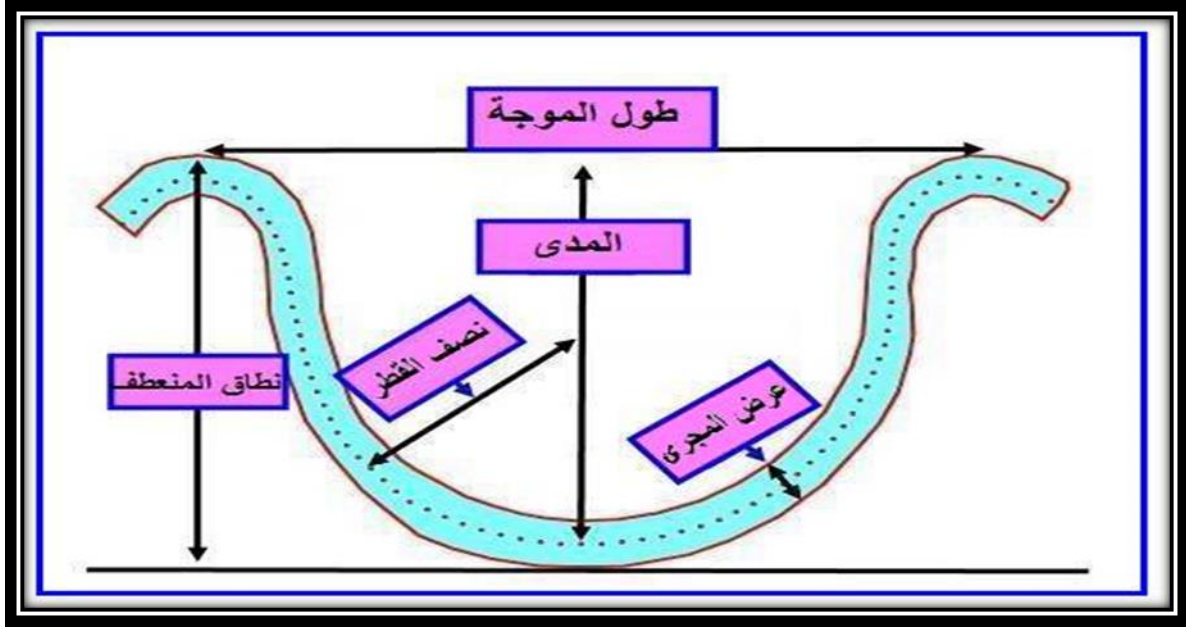 طول الموجة
المدى
نصف القطر
نطاق المنعطف
عرض المجرى